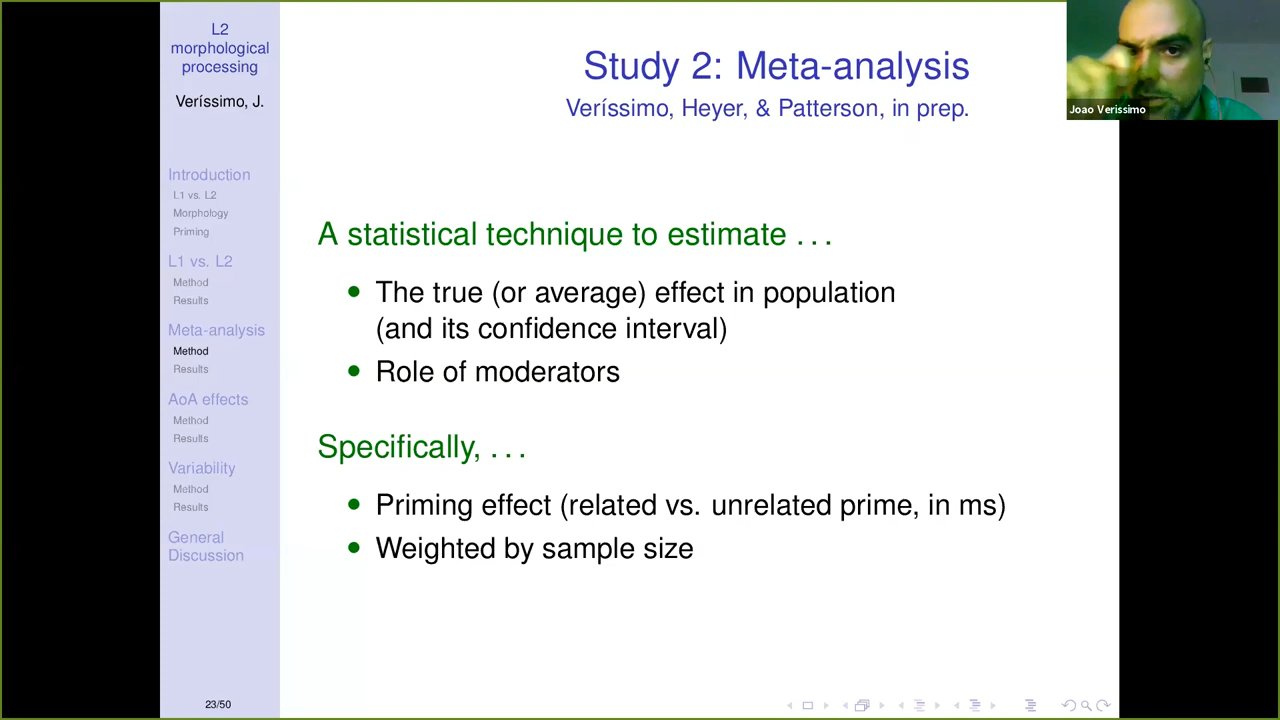 L2
morphological
processing
Veríssimo, J.
Introduction
L1 vs. L2
Morphology
Priming
L1 vs. L2
Method
Results
Meta-analysis
Method
Results
AoA effects
Method
Results
Variability
Method
Results
General
Discussion
23/50
Study 2: Meta-analysis
Veríssimo, Heyer, & Patterson, in prep.
A statistical technique to estimate . . .
• The true (or average) effect in population
(and its confidence interval)
• Role of moderators
Specifically, . . .
• Priming effect (related vs. unrelated prime, in ms)
• Weighted by sample size
Joao Verissimo